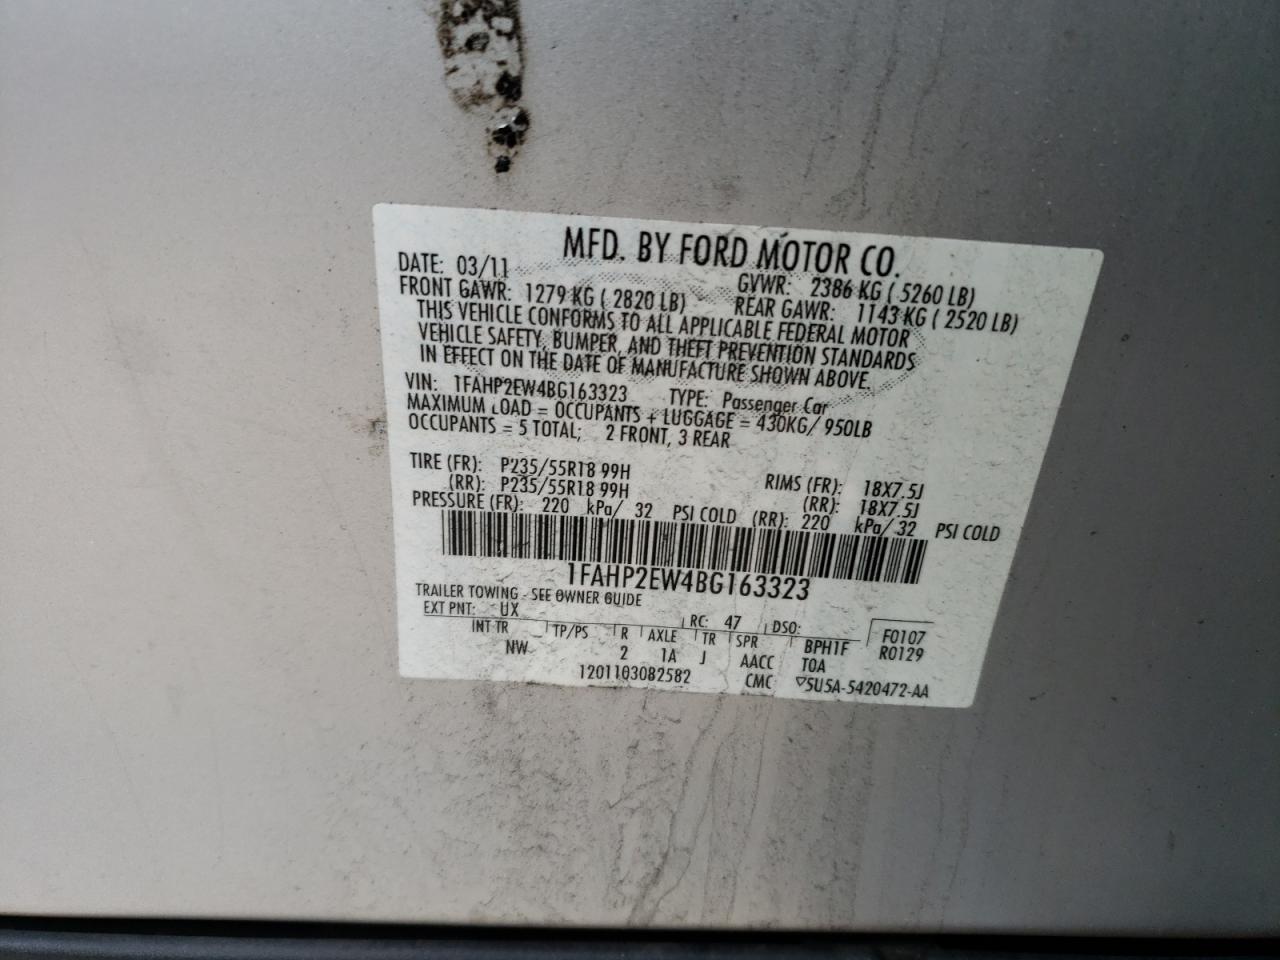 MFD. BY FORD MOTOR CO.
DATE: 03/11 GVWR: 2386 KG ( 5260 LB)
FRONT GAWR: 1279 KG ( 2820 LB) REAR GAWR: 1143 KG ( 2520 LB)
THIS VEHICLE CONFORMS TO ALL APPLICABLE FEDERAL MOTOR
VEHICLE SAFETY, BUMPER, AND THEFT PREVENTION STANDARDS
IN EFFECT ON THE DATE OF MANUFACTURE SHOWN ABOVE.
VIN: 1FAHP2EW4BG163323 TYPE: Passenger Car
MAXIMUM LOAD = OCCUPANTS + LUGGAGE = 430KG/ 950LB
OCCUPANTS = 5 TOTAL; 2 FRONT, 3 REAR
TIRE (FR): P235/55R18 99H RIMS (FR): 18X7.5J
(RR): P235/55R18 99H (RR): 18X7.5J
PRESSURE (FR): 220 kPa/ 32 PSI COLD (RR): 220 kPa/ 32 PSI COLD
1FAHP2EW4BG163323
TRAILER TOWING - SEE OWNER GUIDE
EXT PNT: UX RC: 47 DSO: F0107
INT TR TP/PS R AXLE TR SPR BPH1F R0129
NW 2 1A J AACC TOA
1201103082582 CMC ▽5U5A-5420472-AA